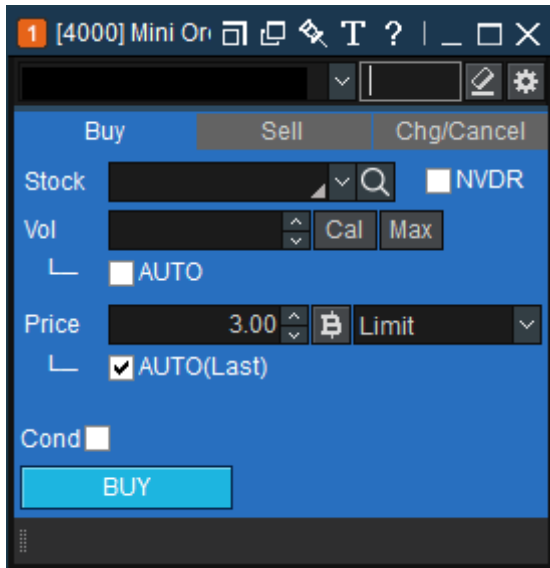 1 [4000] Mini Or T ?
Buy Sell Chg/Cancel
Stock NVDR
Vol Cal Max
AUTO
Price 3.00 Limit
AUTO(Last)
Cond
BUY